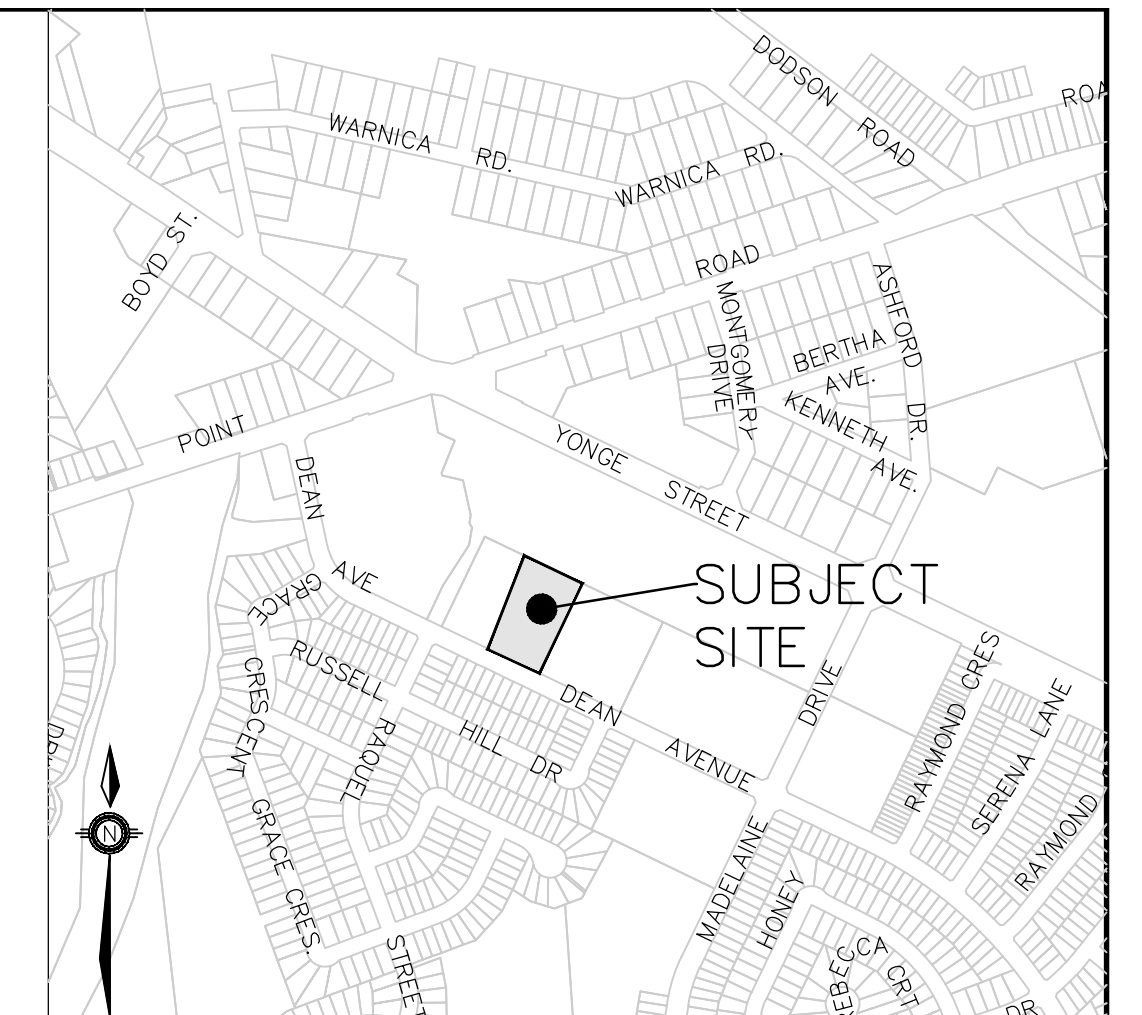 DODSON
ROAD
WARNICA
RD.
WARNICA
RD.
BOYD ST.
ROAD
MONTGOMERY
DRIVE
ASHFORD
DR.
BERTHA
AVE.
KENNETH
AVE.
POINT
YONGE
STREET
DEAN
AVE
GRACE
CRESCENT
RUSSELL
HILL
DR
SUBJECT
SITE
DEAN
AVENUE
DRIVE
RAYMOND CRES
SERENA LANE
RAYMOND
RAQUEL
STREET
GRACE CRES.
MADELAINE
HONEY
REBECCA CRT
DR
N